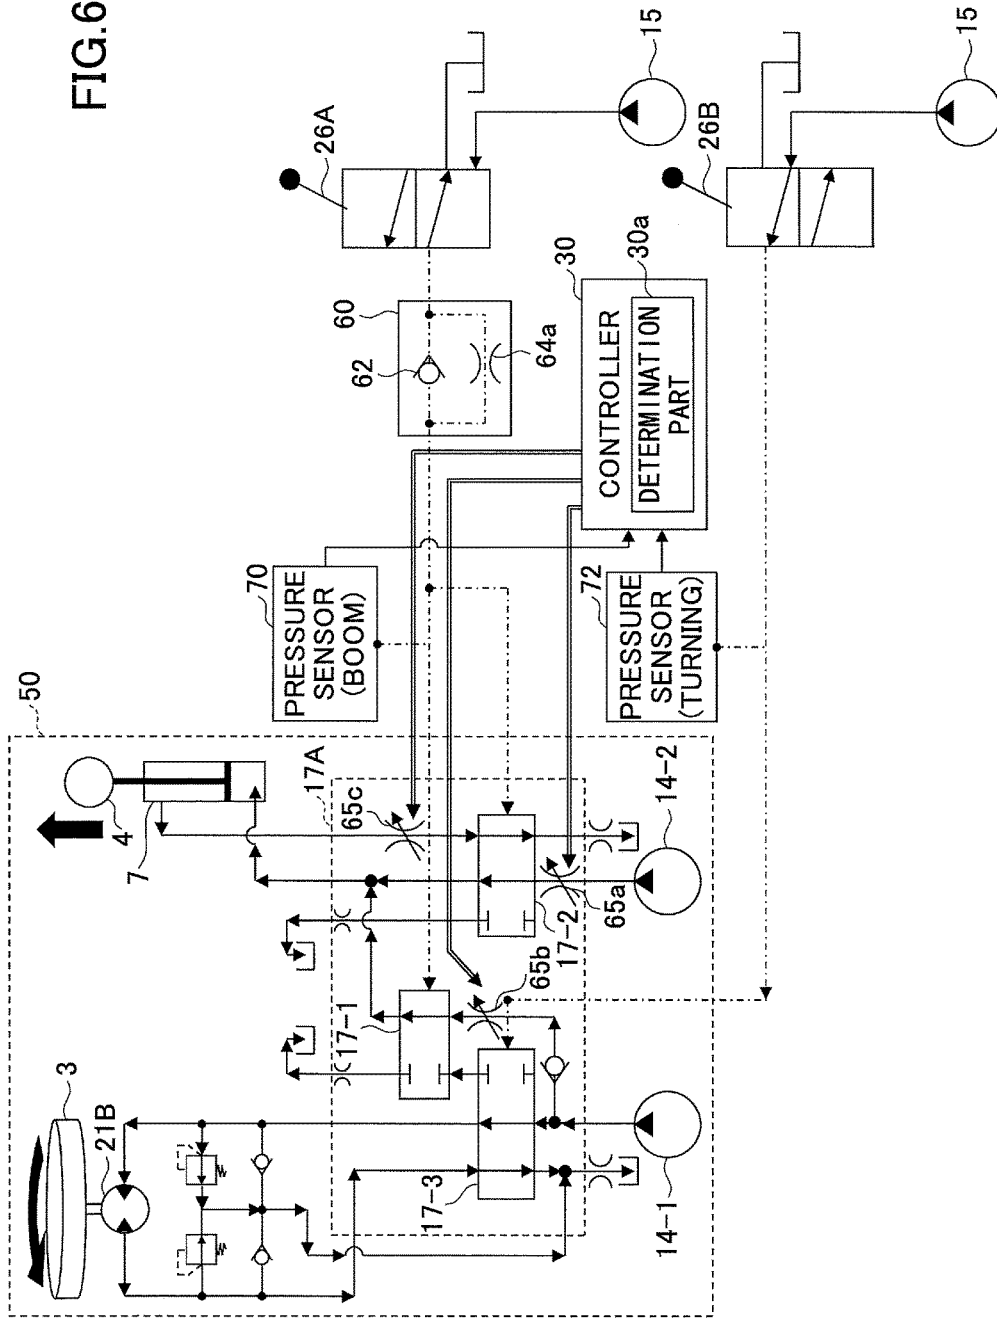 FIG.6
26A
15
15
26B
30
30a
CONTROLLER
DETERMINATION
PART
60
62
64a
70
PRESSURE
SENSOR
(BOOM)
72
PRESSURE
SENSOR
(TURNING)
50
4
7
17A
65c
14-2
65a
17-2
65b
17-1
3
21B
17-3
14-1